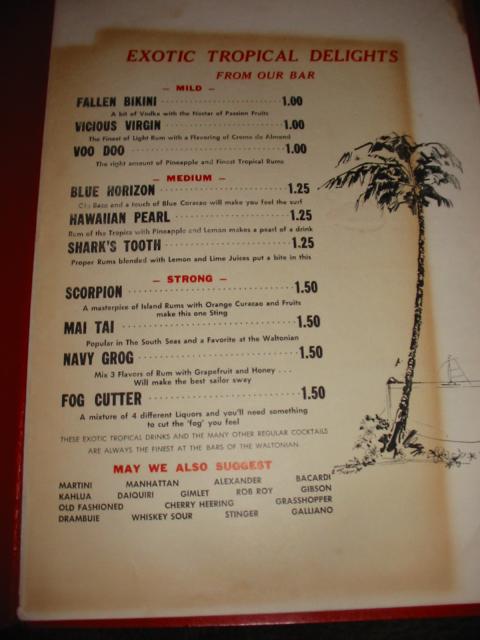 EXOTIC TROPICAL DELIGHTS
FROM OUR BAR
— MILD —
FALLEN BIKINI 1.00
A bit of Vodka with the Nectar of Passion Fruits
VICIOUS VIRGIN 1.00
The Finest of Light Rum with a Flavoring of Creme de Almond
VOO DOO 1.00
The right amount of Pineapple and Finest Tropical Rums
— MEDIUM —
BLUE HORIZON 1.25
Base and a touch of Blue Curacao will make you feel the surf
HAWAIIAN PEARL 1.25
Rum of the Tropics with Pineapple and Lemon makes a pearl of a drink
SHARK'S TOOTH 1.25
Proper Rums blended with Lemon and Lime Juices put a bite in this
— STRONG —
SCORPION 1.50
A masterpiece of Island Rums with Orange Curacao and Fruits
make this one Sting
MAI TAI 1.50
Popular in The South Seas and a Favorite at the Waltonian
NAVY GROG 1.50
Mix 3 Flavors of Rum with Grapefruit and Honey . . .
Will make the best sailor sway
FOG CUTTER 1.50
A mixture of 4 different Liquors and you'll need something
to cut the 'fog' you feel
THESE EXOTIC TROPICAL DRINKS AND THE MANY OTHER REGULAR COCKTAILS
ARE ALWAYS THE FINEST AT THE BARS OF THE WALTONIAN
MAY WE ALSO SUGGEST
MARTINI MANHATTAN ALEXANDER BACARDI
KAHLUA DAIQUIRI GIMLET ROB ROY GIBSON
OLD FASHIONED CHERRY HEERING GRASSHOPPER
DRAMBUIE WHISKEY SOUR STINGER GALLIANO